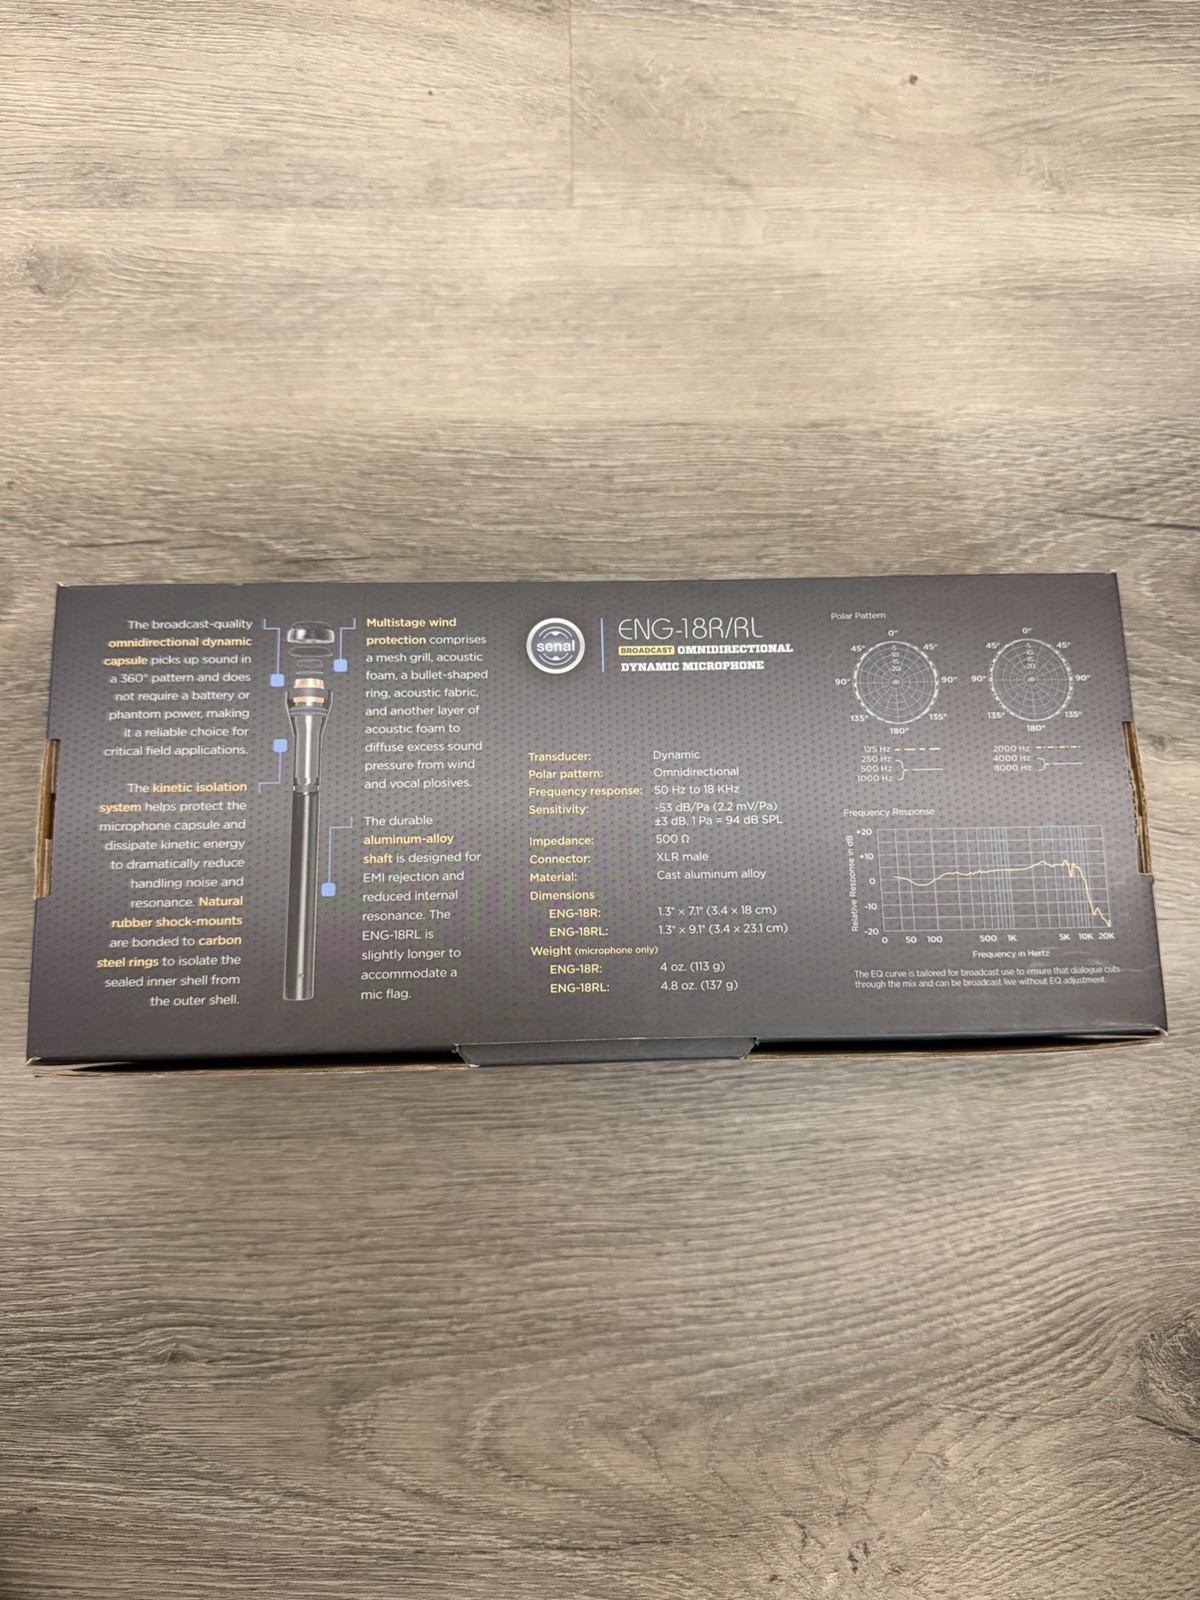 The broadcast-quality
omnidirectional dynamic
capsule picks up sound in
a 360° pattern and does
not require a battery or
phantom power, making
it a reliable choice for
critical field applications.
The kinetic isolation
system helps protect the
microphone capsule and
dissipate kinetic energy
to dramatically reduce
handling noise and
resonance. Natural
rubber shock-mounts
are bonded to carbon
steel rings to isolate the
sealed inner shell from
the outer shell.
Multistage wind
protection comprises
a mesh grill, acoustic
foam, a bullet-shaped
ring, acoustic fabric,
and another layer of
acoustic foam to
diffuse excess sound
pressure from wind
and vocal plosives.
The durable
aluminum-alloy
shaft is designed for
EMI rejection and
reduced internal
resonance. The
ENG-18RL is
slightly longer to
accommodate a
mic flag.
senal
ENG-18R/RL
BROADCAST OMNIDIRECTIONAL
DYNAMIC MICROPHONE
Transducer: Dynamic
Polar pattern: Omnidirectional
Frequency response: 50 Hz to 18 KHz
Sensitivity: -53 dB/Pa (2.2 mV/Pa)
±3 dB, 1 Pa = 94 dB SPL
Impedance: 500 Ω
Connector: XLR male
Material: Cast aluminum alloy
Dimensions
ENG-18R: 1.3" × 7.1" (3.4 × 18 cm)
ENG-18RL: 1.3" × 9.1" (3.4 × 23.1 cm)
Weight (microphone only)
ENG-18R: 4 oz. (113 g)
ENG-18RL: 4.8 oz. (137 g)
Polar Pattern
0°
45° 45°
90° 90°
135° 135°
180°
125 Hz
250 Hz
500 Hz
1000 Hz
0°
45° 45°
90° 90°
135° 135°
180°
2000 Hz
4000 Hz
8000 Hz
Frequency Response
Relative Response in dB
+20
+10
0
-10
-20
0 50 100 500 1K 5K 10K 20K
Frequency in Hertz
The EQ curve is tailored for broadcast use to ensure that dialogue cuts
through the mix and can be broadcast live without EQ adjustment.